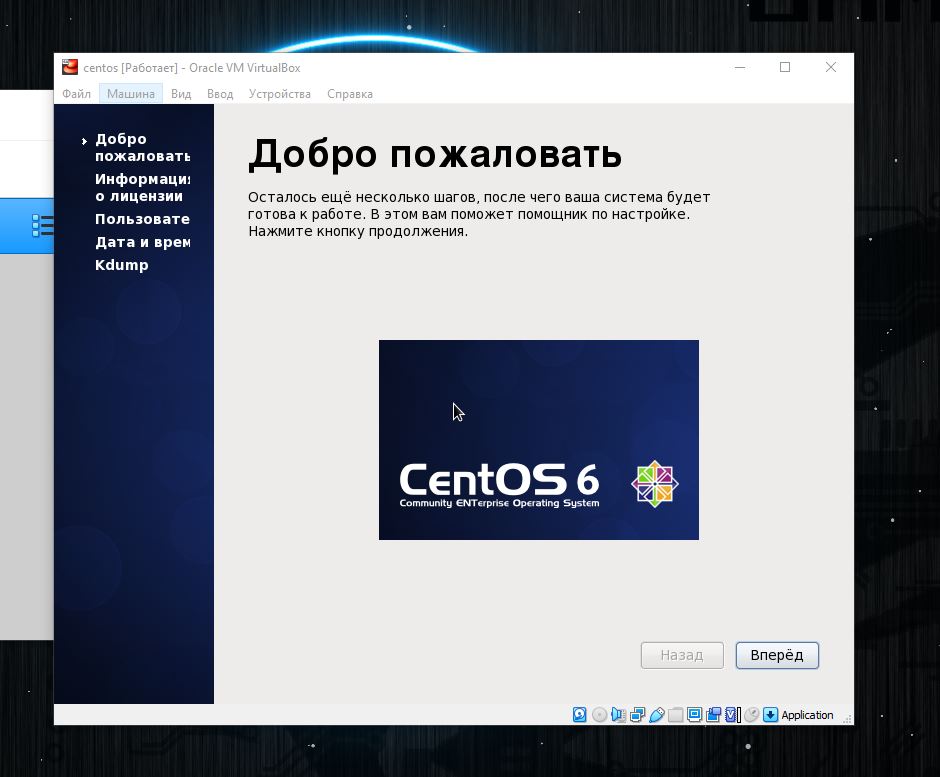 centos [Работает] - Oracle VM VirtualBox
Файл Машина Вид Ввод Устройства Справка
Добро
пожаловать
Информация
о лицензии
Пользовате
Дата и врем
Kdump
Добро пожаловать
Осталось ещё несколько шагов, после чего ваша система будет
готова к работе. В этом вам поможет помощник по настройке.
Нажмите кнопку продолжения.
CentOS 6
Community ENTerprise Operating System
Назад Вперёд
Application